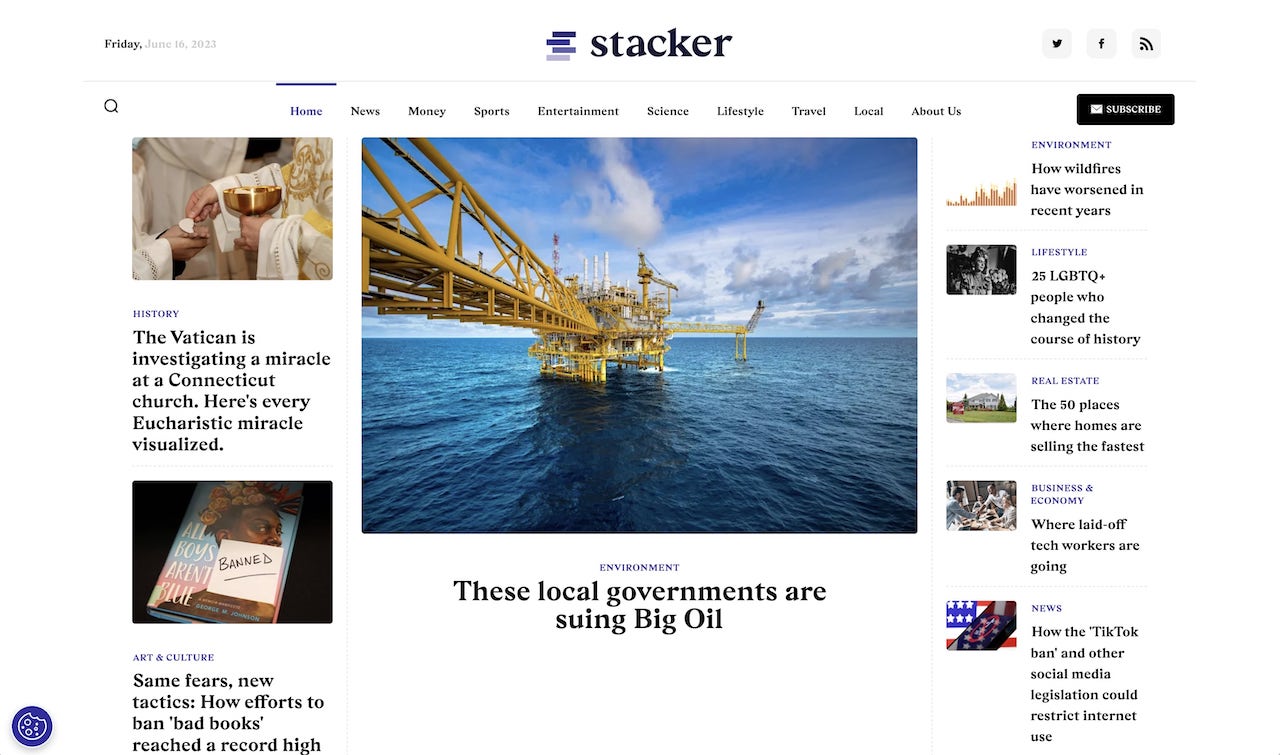 Friday, June 16, 2023
stacker
Home News Money Sports Entertainment Science Lifestyle Travel Local About Us
SUBSCRIBE
HISTORY
The Vatican is
investigating a miracle
at a Connecticut
church. Here's every
Eucharistic miracle
visualized.
ALL
BOYS
AREN'T
BLUE
BANNED
GEORGE M. JOHNSON
ART & CULTURE
Same fears, new
tactics: How efforts to
ban 'bad books'
reached a record high
ENVIRONMENT
These local governments are
suing Big Oil
ENVIRONMENT
How wildfires
have worsened in
recent years
LIFESTYLE
25 LGBTQ+
people who
changed the
course of history
REAL ESTATE
The 50 places
where homes are
selling the fastest
BUSINESS &
ECONOMY
Where laid-off
tech workers are
going
NEWS
How the 'TikTok
ban' and other
social media
legislation could
restrict internet
use